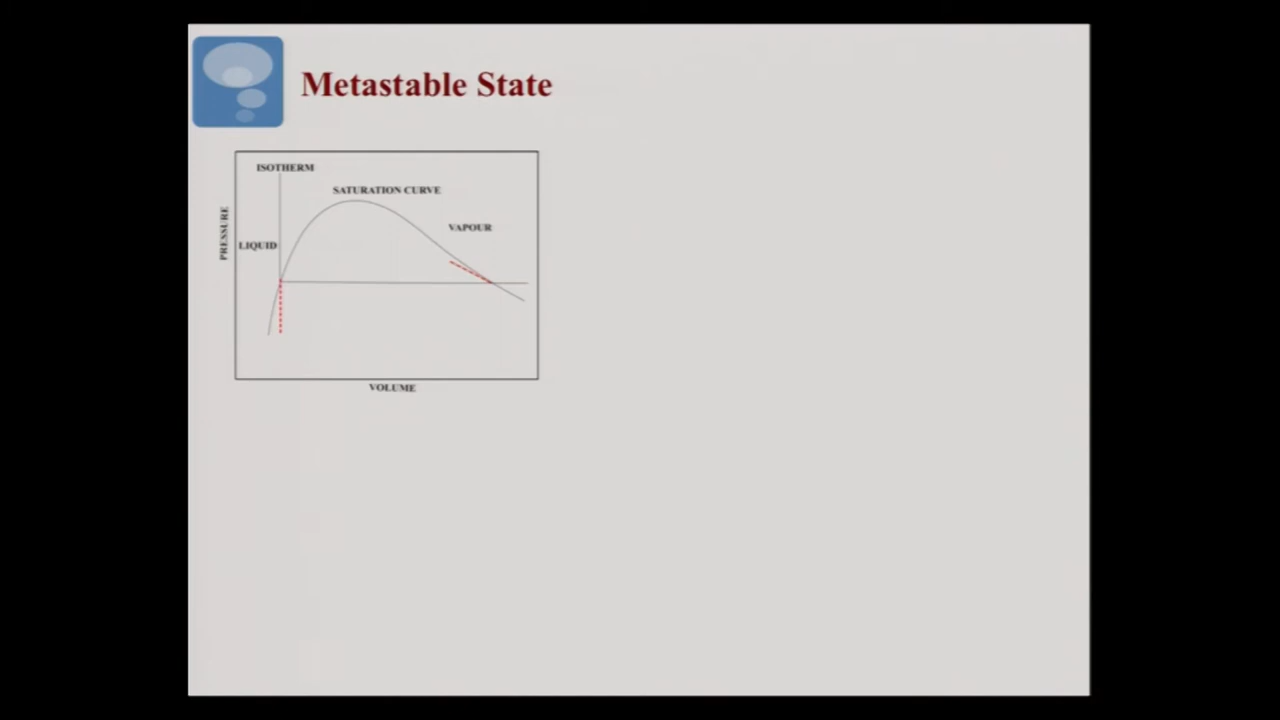 Metastable State
ISOTHERM
SATURATION CURVE
VAPOUR
LIQUID
PRESSURE
VOLUME